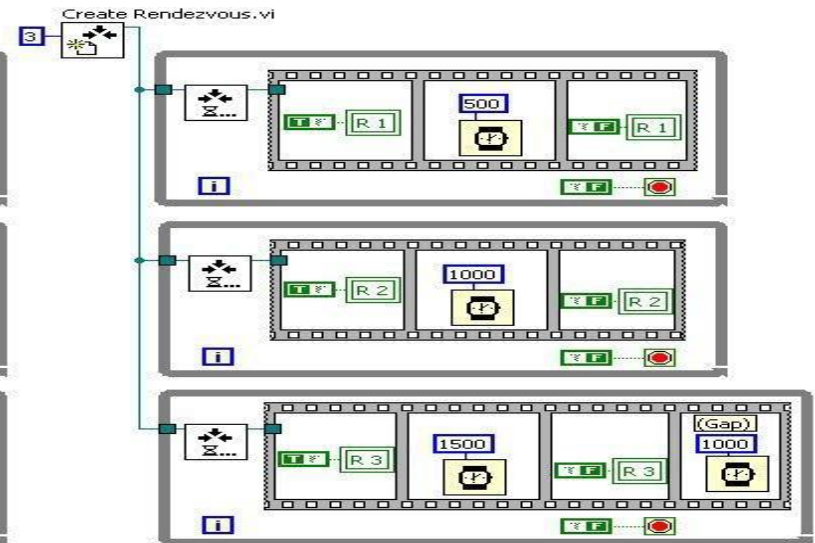 Create Rendezvous.vi
3
T F R 1
500
T F R 1
i
T F
T F R 2
1000
T F R 2
i
T F
T F R 3
1500
T F R 3
(Gap)
1000
i
T F